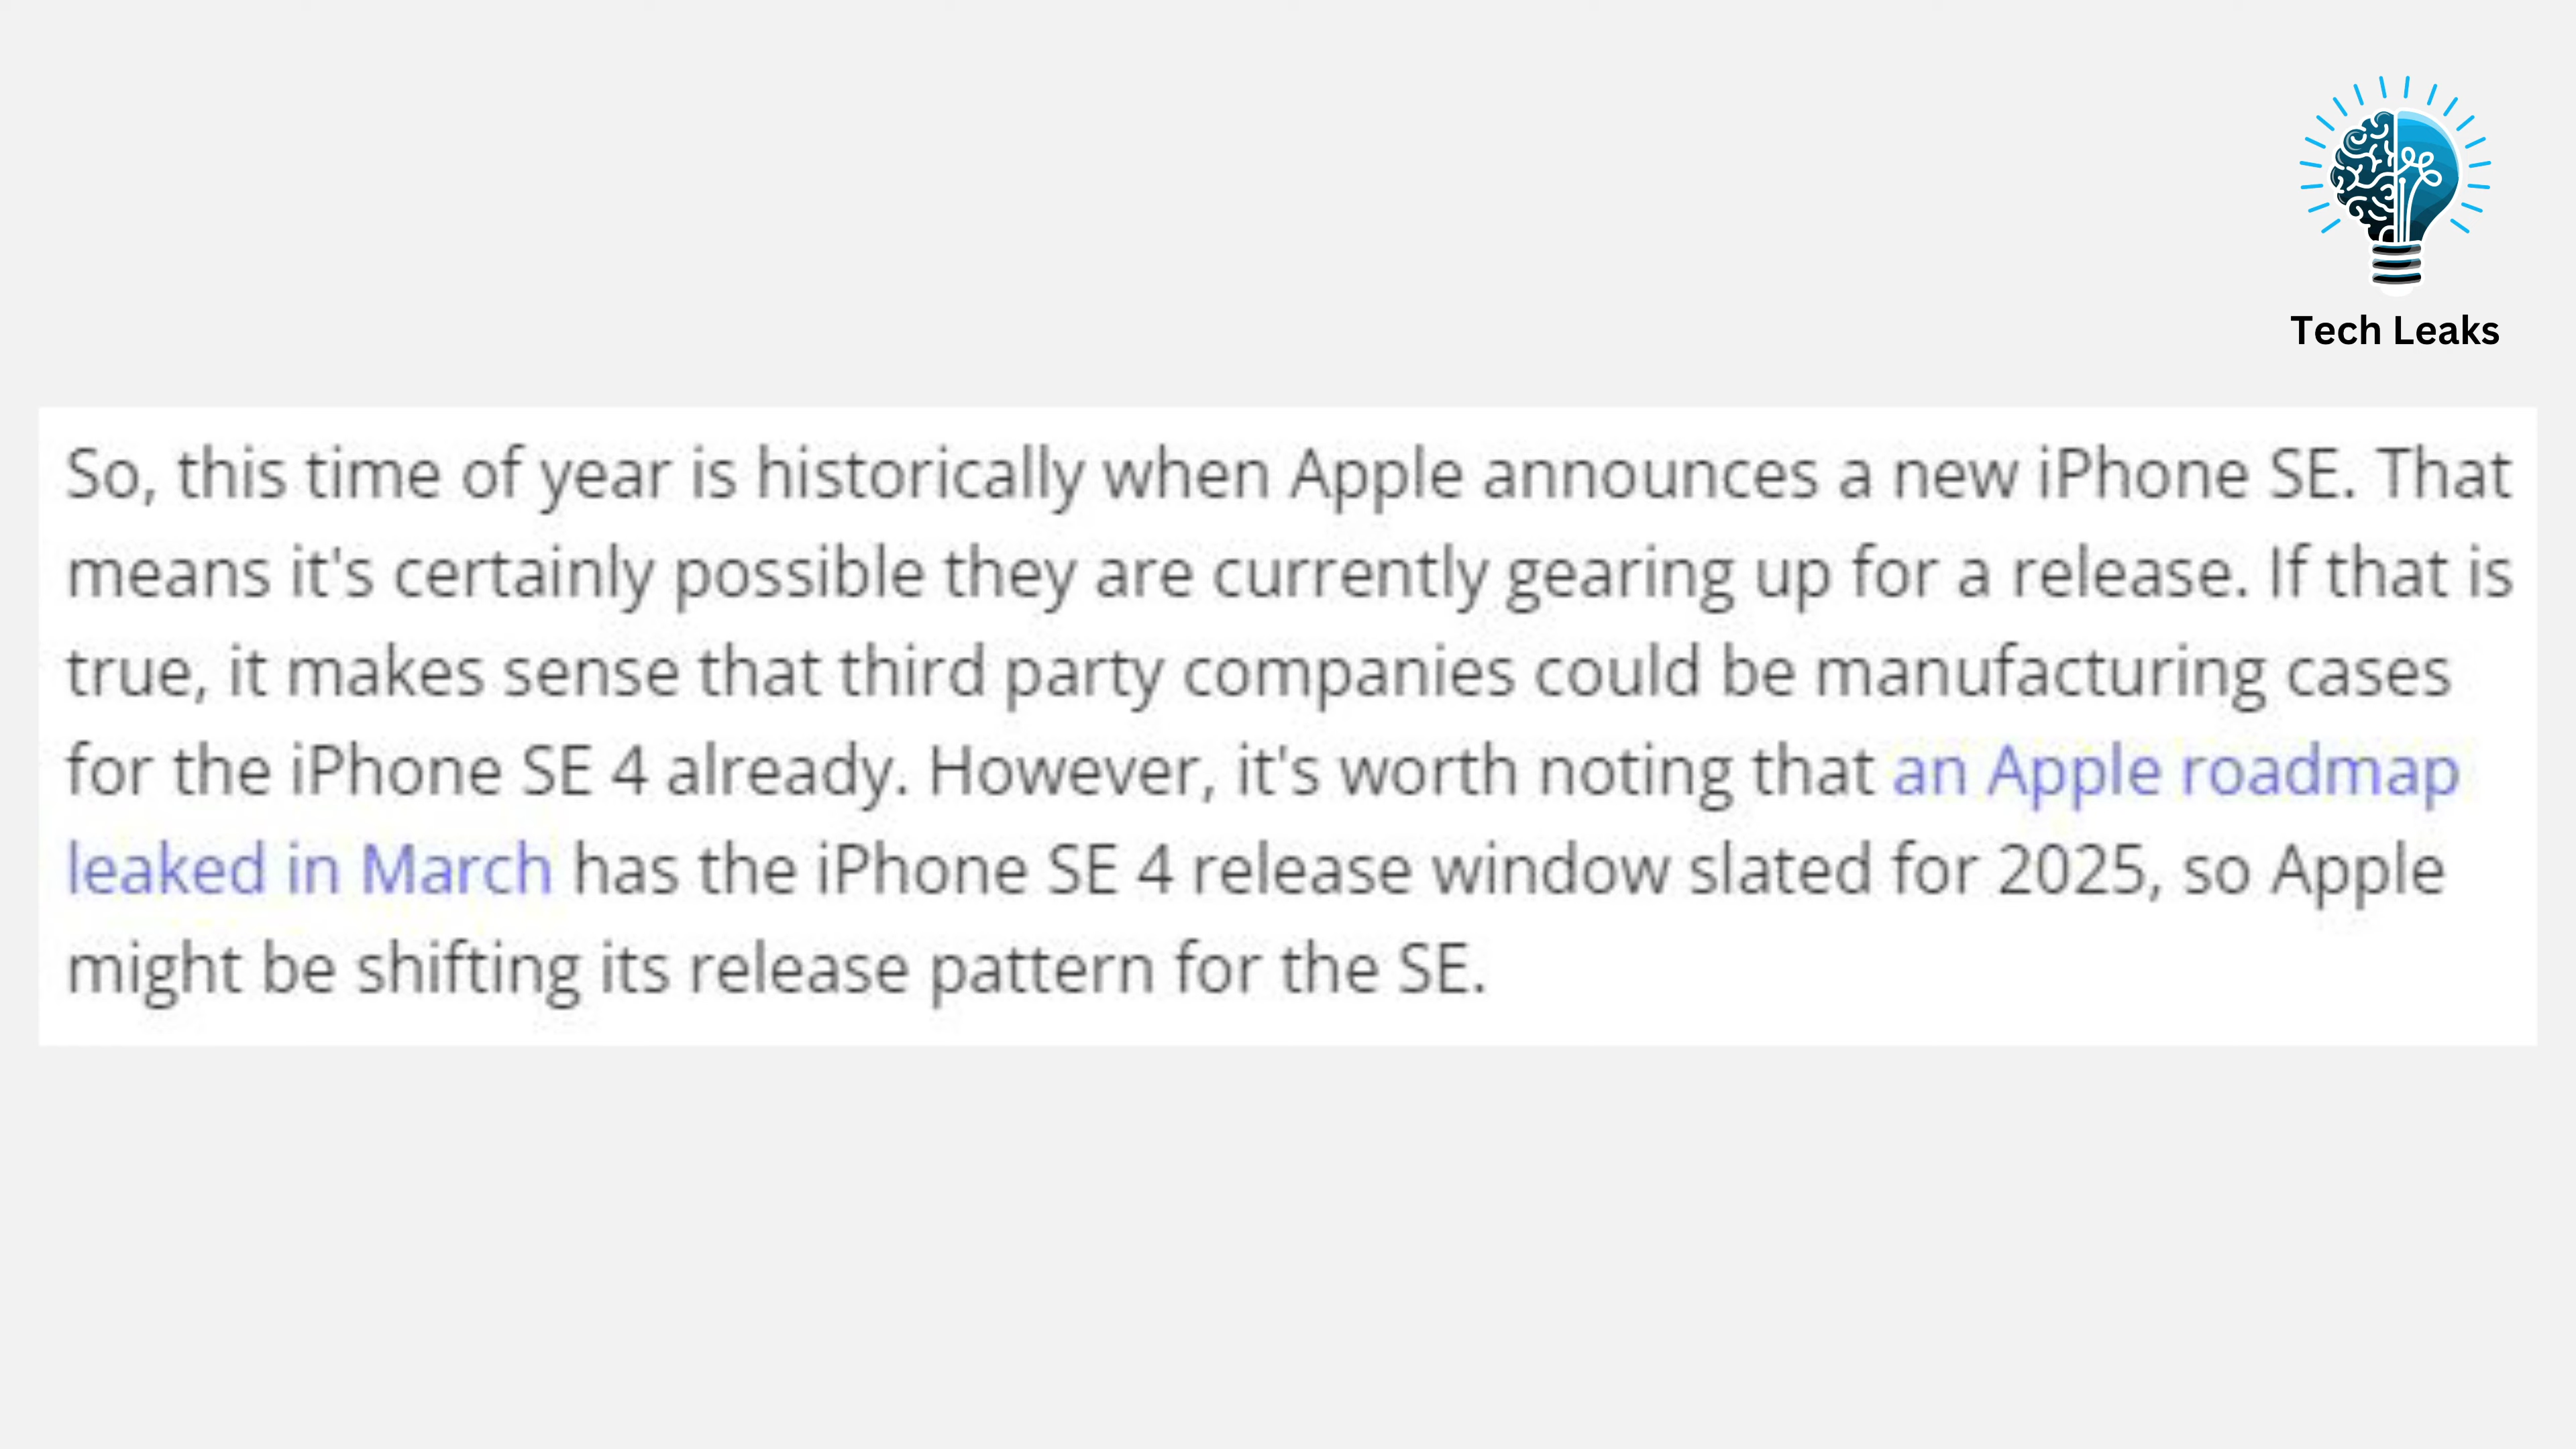 Tech Leaks
So, this time of year is historically when Apple announces a new iPhone SE. That
means it's certainly possible they are currently gearing up for a release. If that is
true, it makes sense that third party companies could be manufacturing cases
for the iPhone SE 4 already. However, it's worth noting that an Apple roadmap
leaked in March has the iPhone SE 4 release window slated for 2025, so Apple
might be shifting its release pattern for the SE.